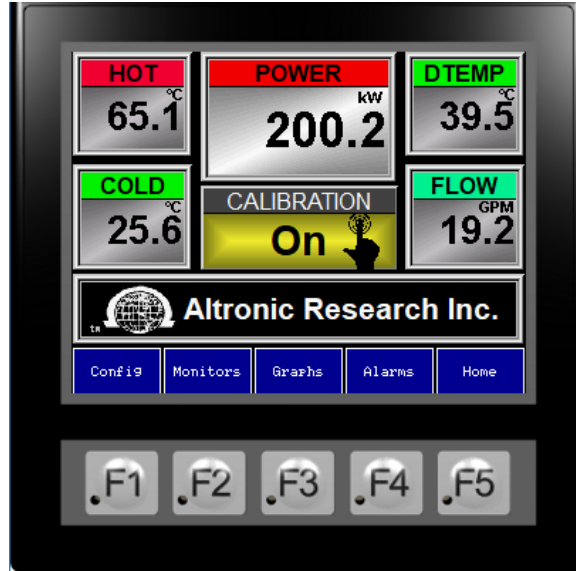 HOT
°C
65.1
POWER
kW
200.2
DTEMP
°C
39.5
COLD
°C
25.6
CALIBRATION
On
FLOW
GPM
19.2
TM
Altronic Research Inc.
Config Monitors Graphs Alarms Home
F1 F2 F3 F4 F5